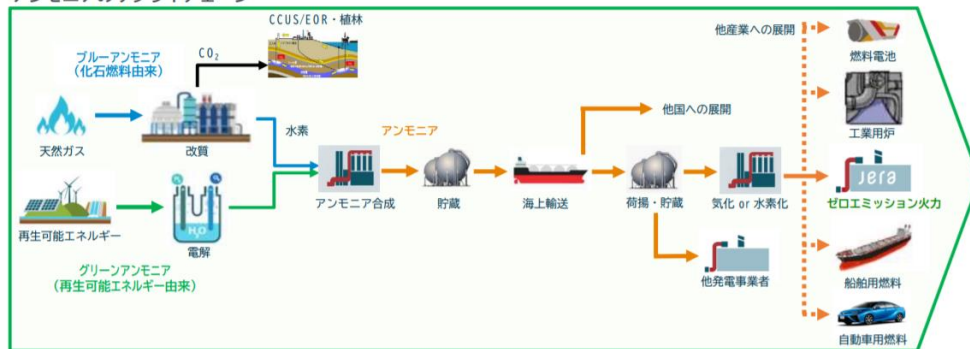 CCUS/EOR・植林
CO₂
ブルーアンモニア
(化石燃料由来)
天然ガス
改質
水素
アンモニア
アンモニア合成
貯蔵
海上輸送
他国への展開
荷揚・貯蔵
気化 or 水素化
他発電事業者
再生可能エネルギー
H₂O
電解
グリーンアンモニア
(再生可能エネルギー由来)
他産業への展開
燃料電池
工業用炉
Jera
ゼロエミッション火力
船舶用燃料
自動車用燃料